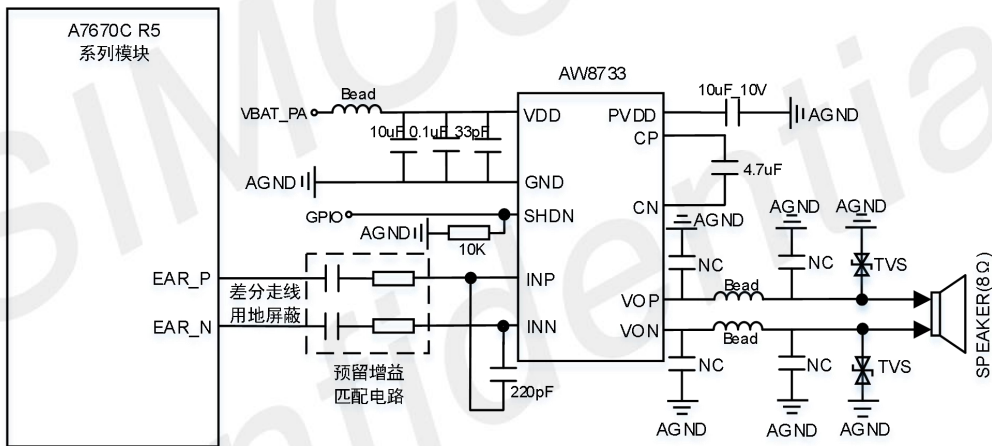 A7670C R5
系列模块
AW8733
Bead
VBAT_PA
10uF 0.1uF 33pF
VDD
PVDD
10uF_10V
AGND
CP
4.7uF
CN
AGND
GND
GPIO
SHDN
AGND
10K
AGND
AGND
AGND
NC
NC
TVS
EAR_P
差分走线
用地屏蔽
EAR_N
INP
INN
VOP
Bead
VON
Bead
SPEAKER(8Ω)
预留增益
匹配电路
220pF
NC
NC
TVS
AGND
AGND
AGND
SIMCo
nfidential